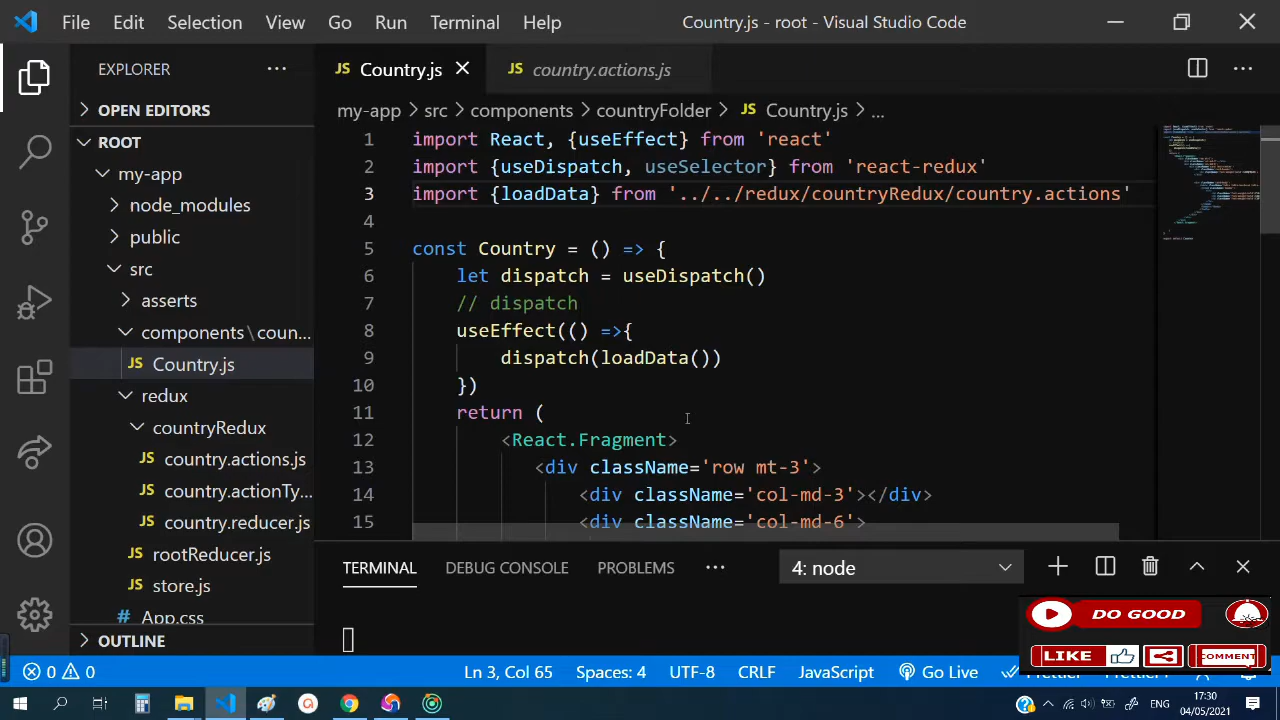 File Edit Selection View Go Run Terminal Help Country.js - root - Visual Studio Code
EXPLORER
OPEN EDITORS
ROOT
my-app
node_modules
public
src
asserts
components\coun...
JS Country.js
redux
countryRedux
JS country.actions.js
JS country.actionTy...
JS country.reducer.js
JS rootReducer.js
JS store.js
# App.css
OUTLINE
JS Country.js JS country.actions.js
my-app > src > components > countryFolder > JS Country.js > ...
1 import React, {useEffect} from 'react'
2 import {useDispatch, useSelector} from 'react-redux'
3 import {loadData} from '../../redux/countryRedux/country.actions'
4
5 const Country = () => {
6 let dispatch = useDispatch()
7 // dispatch
8 useEffect(() =>{
9 dispatch(loadData())
10 })
11 return (
12 <React.Fragment>
13 <div className='row mt-3'>
14 <div className='col-md-3'></div>
15 <div className='col-md-6'>
TERMINAL DEBUG CONSOLE PROBLEMS 4: node
DO GOOD
LIKE COMMENT
0 0 Ln 3, Col 65 Spaces: 4 UTF-8 CRLF JavaScript Go Live
ENG 17:30
04/05/2021